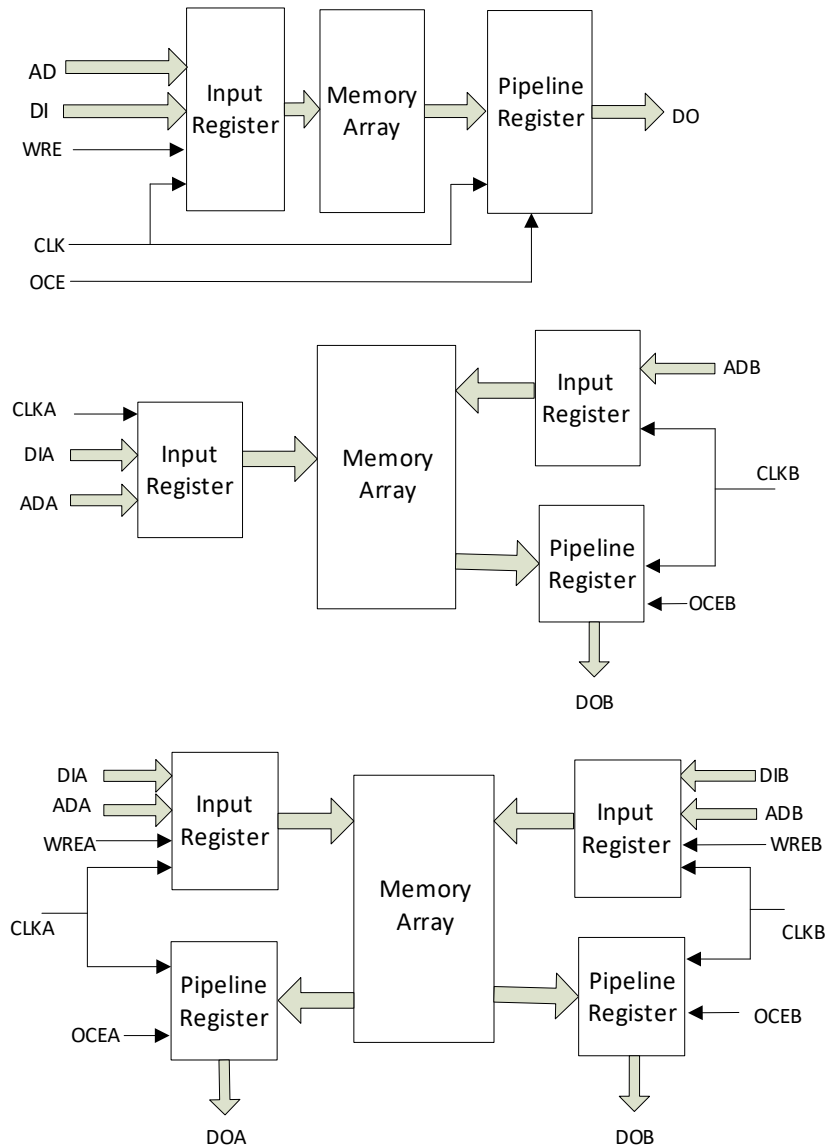 AD
DI
WRE
CLK
OCE
Input
Register
Memory
Array
Pipeline
Register
DO
CLKA
DIA
ADA
Input
Register
Memory
Array
Input
Register
ADB
CLKB
Pipeline
Register
OCEB
DOB
DIA
ADA
WREA
CLKA
OCEA
Input
Register
Pipeline
Register
DOA
Memory
Array
Input
Register
DIB
ADB
WREB
CLKB
Pipeline
Register
OCEB
DOB